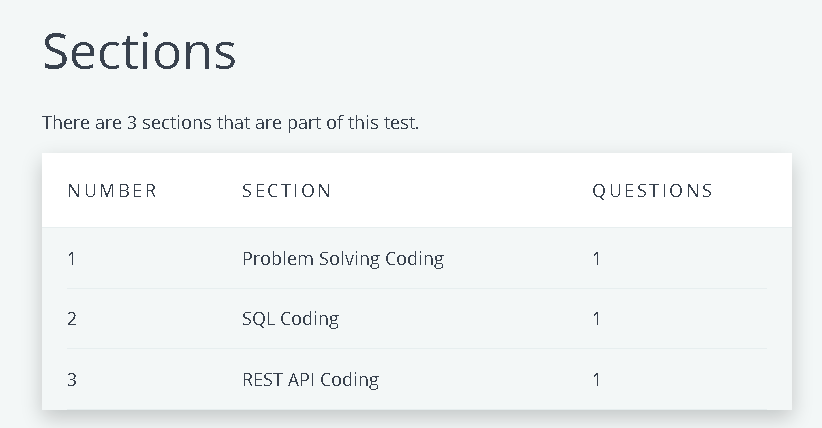 Sections
There are 3 sections that are part of this test.
NUMBER SECTION QUESTIONS
1 Problem Solving Coding 1
2 SQL Coding 1
3 REST API Coding 1